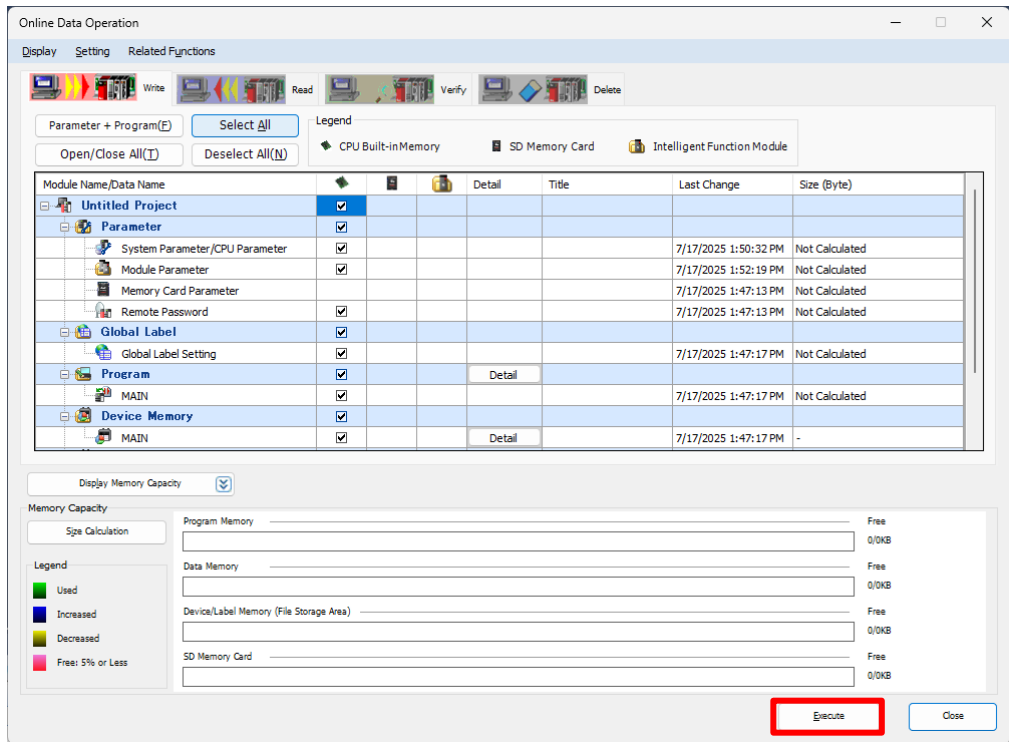 Online Data Operation
Display Setting Related Functions
Write Read Verify Delete
Parameter + Program(F) Select All Legend
Open/Close All(T) Deselect All(N) CPU Built-in Memory SD Memory Card Intelligent Function Module
Module Name/Data Name Detail Title Last Change Size (Byte)
Untitled Project
Parameter
System Parameter/CPU Parameter 7/17/2025 1:50:32 PM Not Calculated
Module Parameter 7/17/2025 1:52:19 PM Not Calculated
Memory Card Parameter 7/17/2025 1:47:13 PM Not Calculated
Remote Password 7/17/2025 1:47:13 PM Not Calculated
Global Label
Global Label Setting 7/17/2025 1:47:17 PM Not Calculated
Program Detail
MAIN 7/17/2025 1:47:17 PM Not Calculated
Device Memory
MAIN Detail 7/17/2025 1:47:17 PM -
Display Memory Capacity
Memory Capacity
Size Calculation
Program Memory Free
0/0KB
Legend
Used
Increased
Decreased
Free: 5% or Less
Data Memory Free
0/0KB
Device/Label Memory (File Storage Area) Free
0/0KB
SD Memory Card Free
0/0KB
Execute Close